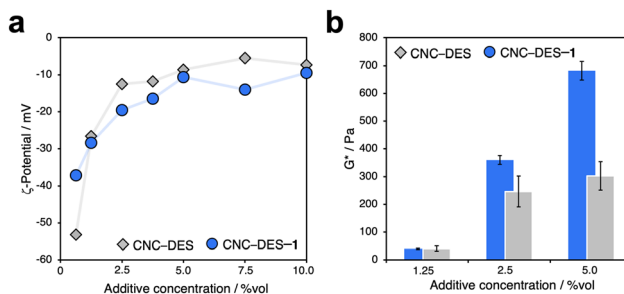 a
ζ-Potential / mV
0
-10
-20
-30
-40
-50
-60
CNC–DES
CNC–DES–1
0
2.5
5.0
7.5
10.0
Additive concentration / %vol
b
CNC–DES
CNC–DES–1
G* / Pa
800
700
600
500
400
300
200
100
0
1.25
2.5
5.0
Additive concentration / %vol